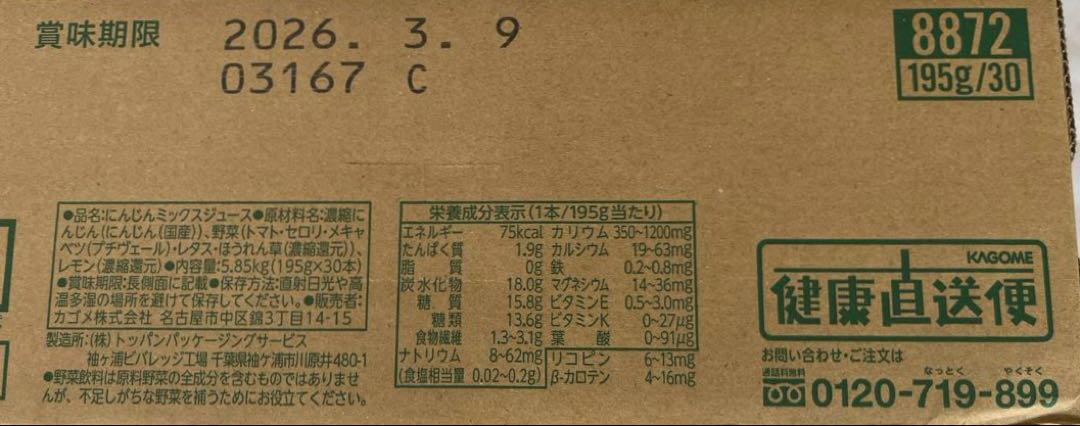 賞味期限 2026. 3. 9
03167 C
8872
195g/30
●品名:にんじんミックスジュース●原材料名:濃縮に
んじん(にんじん(国産))、野菜(トマト・セロリ・メキャ
ベツ(プチヴェール)・レタス・ほうれん草(濃縮還元))、
レモン(濃縮還元)●内容量:5.85kg(195g×30本)
●賞味期限:長側面に記載●保存方法:直射日光や高
温多湿の場所を避けて保存してください。●販売者:
カゴメ株式会社 名古屋市中区錦3丁目14-15
製造所:(株)トッパンパッケージングサービス
袖ヶ浦ビバレッジ工場 千葉県袖ケ浦市川原井480-1
●野菜飲料は原料野菜の全成分を含むものではありませ
んが、不足しがちな野菜を補うためにお役立てください。
栄養成分表示(1本/195g当たり)
エネルギー 75kcal カリウム 350~1200mg
たんぱく質 1.9g カルシウム 19~63mg
脂質 0g 鉄 0.2~0.8mg
炭水化物 18.0g マグネシウム 14~36mg
糖質 15.8g ビタミンE 0.5~3.0mg
糖類 13.6g ビタミンK 0~27μg
食物繊維 1.3~3.1g 葉酸 0~91μg
ナトリウム 8~62mg リコピン 6~13mg
(食塩相当量 0.02~0.2g) β-カロテン 4~16mg
KAGOME
健康直送便
お問い合わせ・ご注文は
通話料無料 なっとく やくそく
0120-719-899